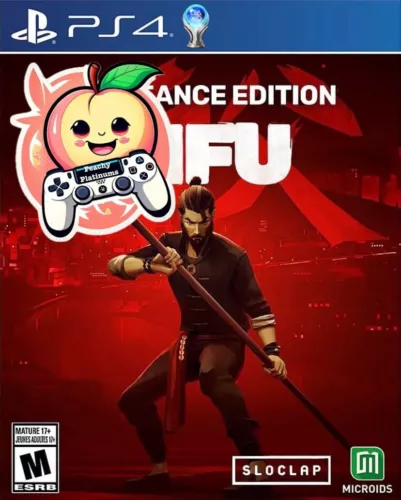 PS4
ANCE EDITION
IFU
Peachy
Platinums
MATURE 17+
JEUNES ADULTES 17+
M
ESRB
SLOCLAP
MICROIDS